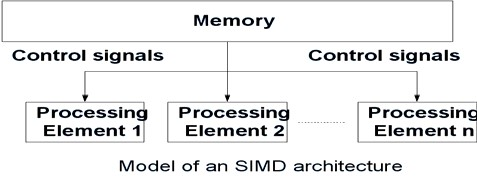 Memory
Control signals Control signals
Processing Processing Processing
Element 1 Element 2 .............. Element n
Model of an SIMD architecture